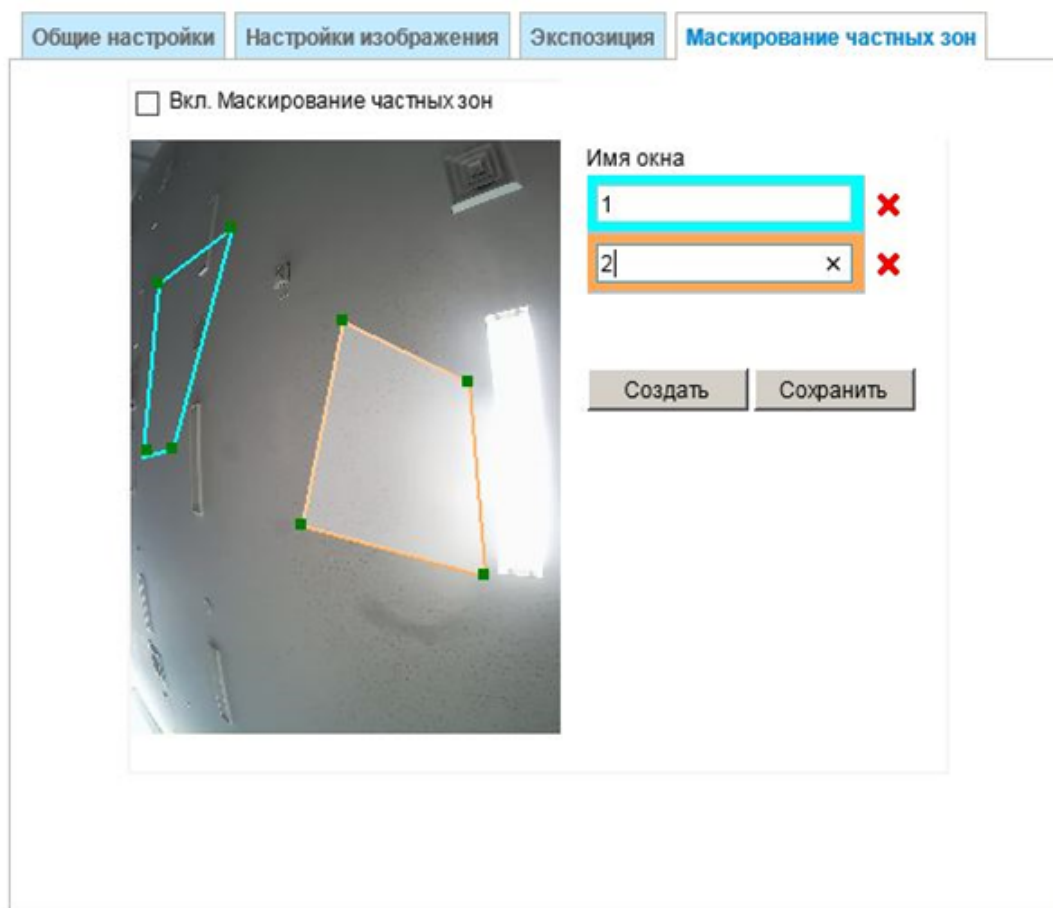 Общие настройки Настройки изображения Экспозиция Маскирование частных зон
Вкл. Маскирование частных зон
Имя окна
1
2
Создать Сохранить